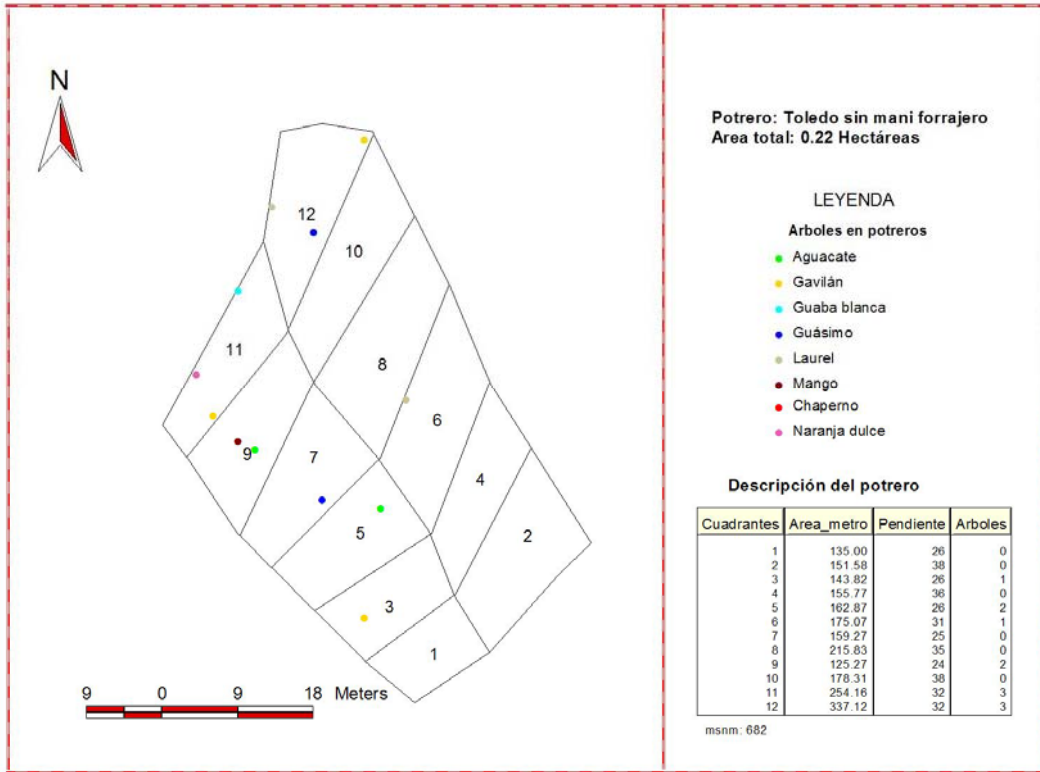 N
12
10
11
8
6
9
7
4
5
2
3
1
9 0 9 18 Meters
Potrero: Toledo sin mani forrajero
Area total: 0.22 Hectáreas
LEYENDA
Arboles en potreros
Aguacate
Gavilán
Guaba blanca
Guásimo
Laurel
Mango
Chaperno
Naranja dulce
Descripción del potrero
Cuadrantes Area_metro Pendiente Arboles
1 135.00 26 0
2 151.58 38 0
3 143.82 26 1
4 155.77 36 0
5 162.87 26 2
6 175.07 31 1
7 159.27 25 0
8 215.83 35 0
9 125.27 24 2
10 178.31 38 0
11 254.16 32 3
12 337.12 32 3
msnm: 682